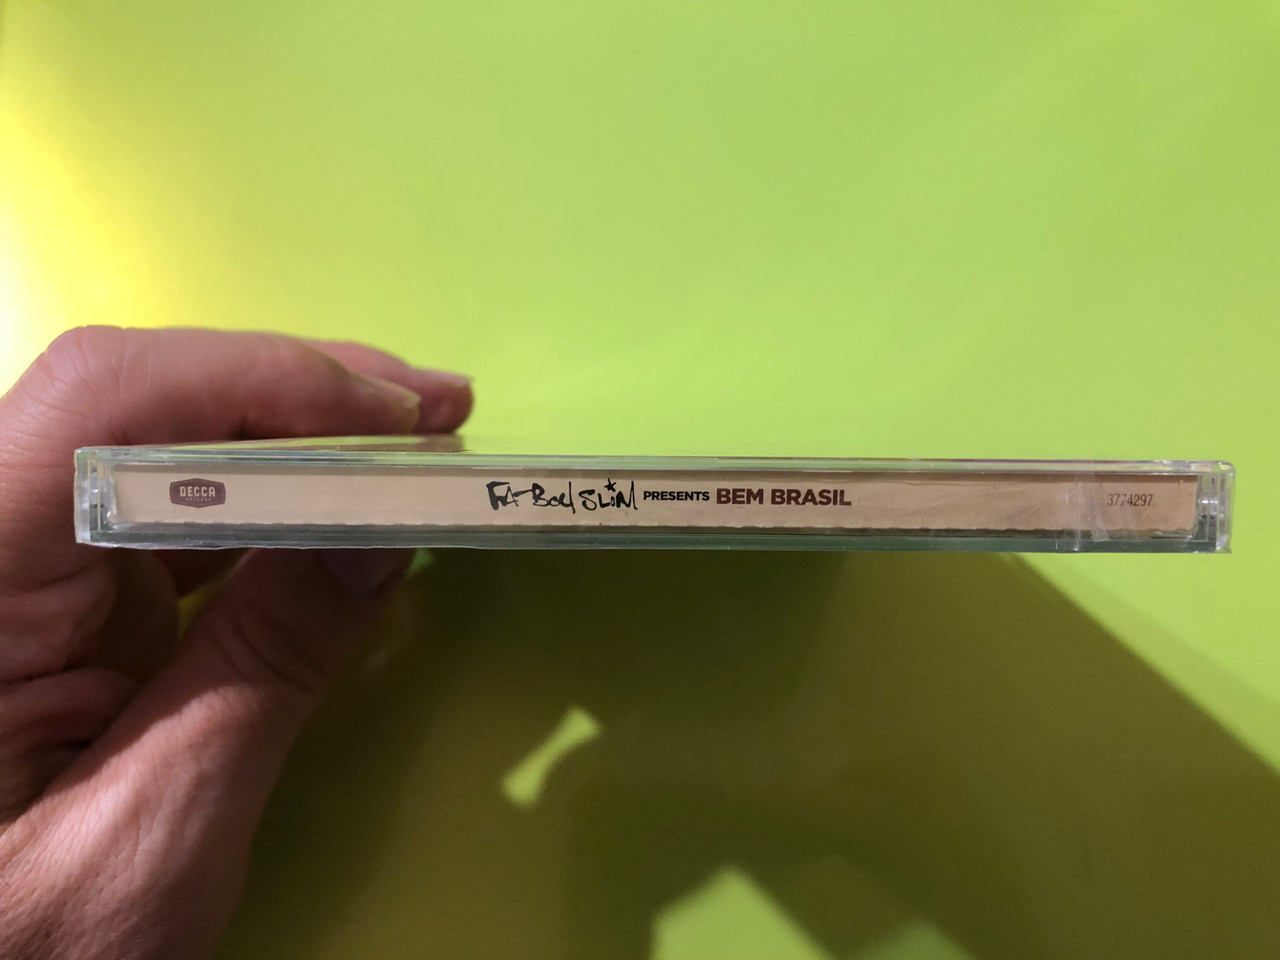 DECCA
FATBOY SLIM PRESENTS BEM BRASIL
3774297